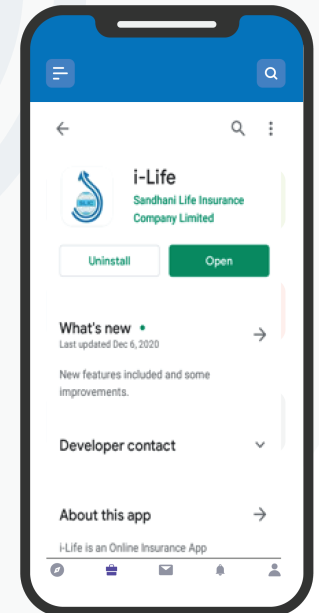 i-Life
Sandhani Life Insurance
Company Limited
Uninstall
Open
What's new •
Last updated Dec 6, 2020
New features included and some
improvements.
Developer contact
About this app
i-Life is an Online Insurance App